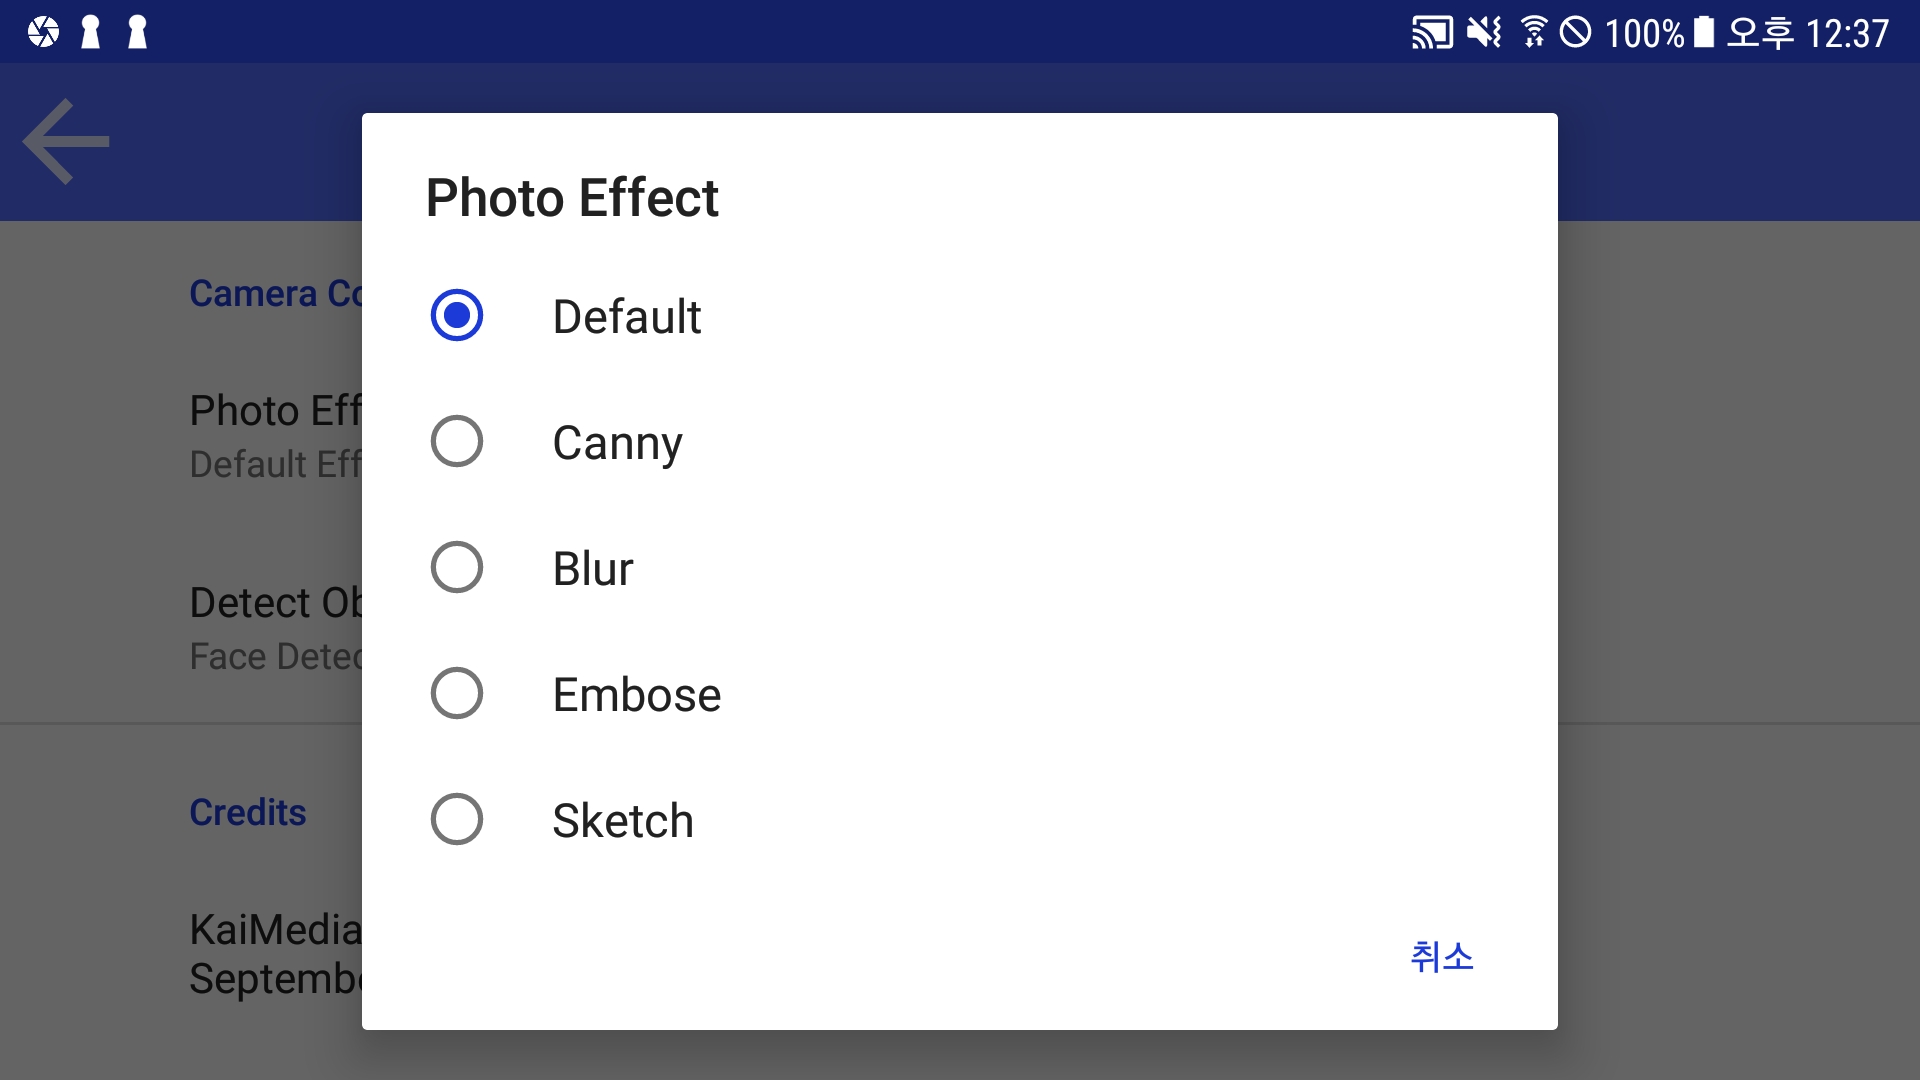 100% 오후 12:37
Photo Effect
Camera Co
Default
Photo Eff
Default Eff
Canny
Blur
Detect Ob
Face Detec
Embose
Sketch
Credits
KaiMedia
Septembe
취소